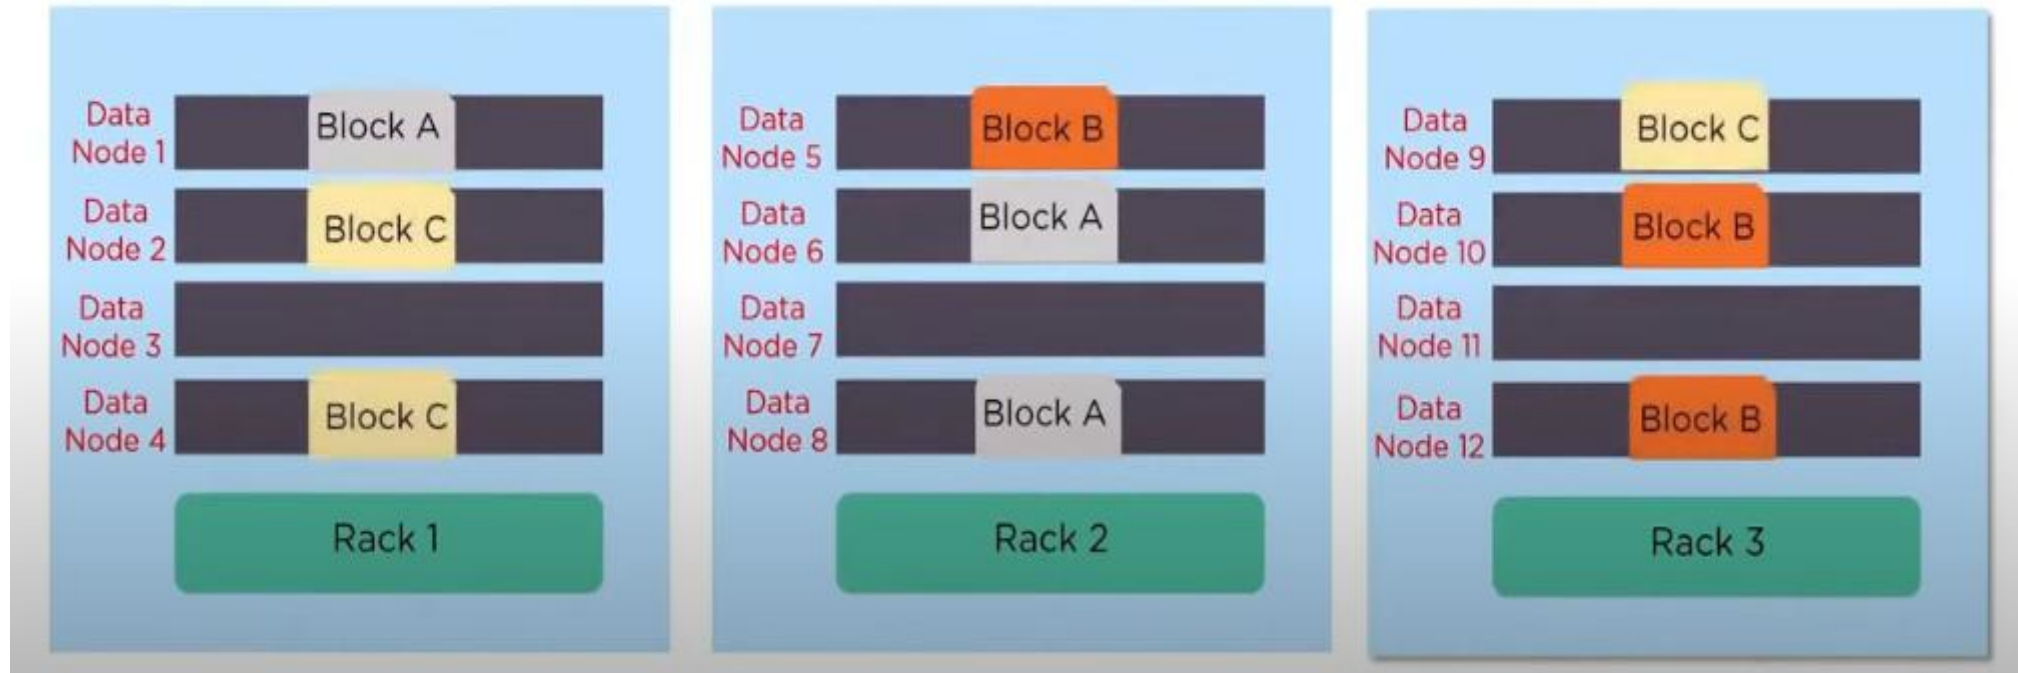 Data
Node 1
Block A
Data
Node 2
Block C
Data
Node 3
Data
Node 4
Block C
Rack 1
Data
Node 5
Block B
Data
Node 6
Block A
Data
Node 7
Data
Node 8
Block A
Rack 2
Data
Node 9
Block C
Data
Node 10
Block B
Data
Node 11
Data
Node 12
Block B
Rack 3